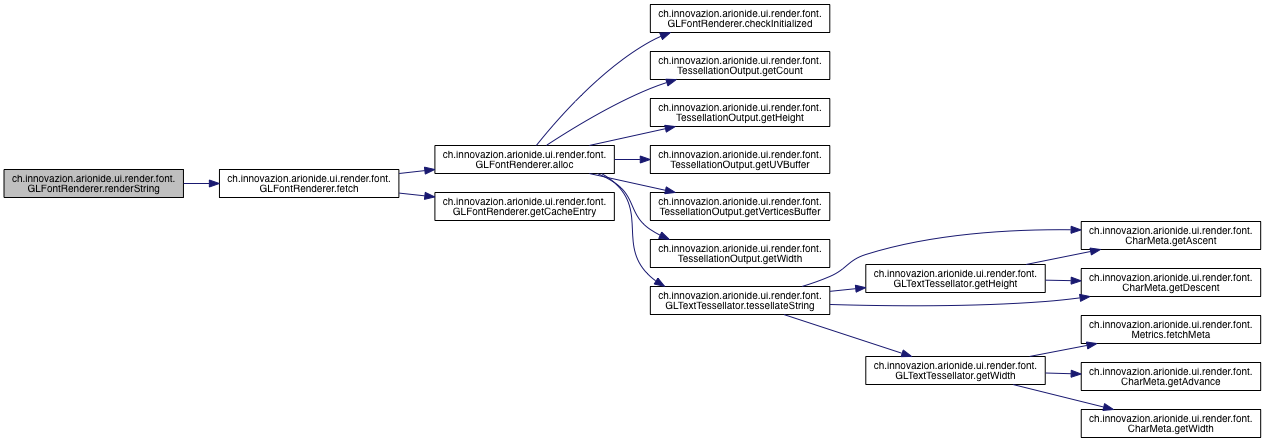 ch.innovazion.arionide.ui.render.font.
GLFontRenderer.renderString
ch.innovazion.arionide.ui.render.font.
GLFontRenderer.fetch
ch.innovazion.arionide.ui.render.font.
GLFontRenderer.alloc
ch.innovazion.arionide.ui.render.font.
GLFontRenderer.getCacheEntry
ch.innovazion.arionide.ui.render.font.
GLFontRenderer.checkInitialized
ch.innovazion.arionide.ui.render.font.
TessellationOutput.getCount
ch.innovazion.arionide.ui.render.font.
TessellationOutput.getHeight
ch.innovazion.arionide.ui.render.font.
TessellationOutput.getUVBuffer
ch.innovazion.arionide.ui.render.font.
TessellationOutput.getVerticesBuffer
ch.innovazion.arionide.ui.render.font.
TessellationOutput.getWidth
ch.innovazion.arionide.ui.render.font.
GLTextTessellator.tessellateString
ch.innovazion.arionide.ui.render.font.
GLTextTessellator.getHeight
ch.innovazion.arionide.ui.render.font.
GLTextTessellator.getWidth
ch.innovazion.arionide.ui.render.font.
CharMeta.getAscent
ch.innovazion.arionide.ui.render.font.
CharMeta.getDescent
ch.innovazion.arionide.ui.render.font.
Metrics.fetchMeta
ch.innovazion.arionide.ui.render.font.
CharMeta.getAdvance
ch.innovazion.arionide.ui.render.font.
CharMeta.getWidth